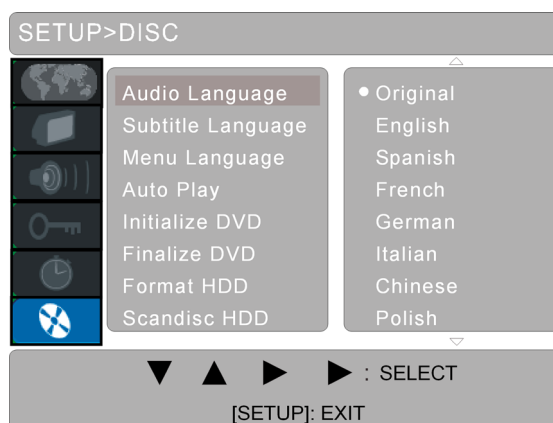 SETUP>DISC
Audio Language
Subtitle Language
Menu Language
Auto Play
Initialize DVD
Finalize DVD
Format HDD
Scandisc HDD
Original
English
Spanish
French
German
Italian
Chinese
Polish
: SELECT
[SETUP]: EXIT